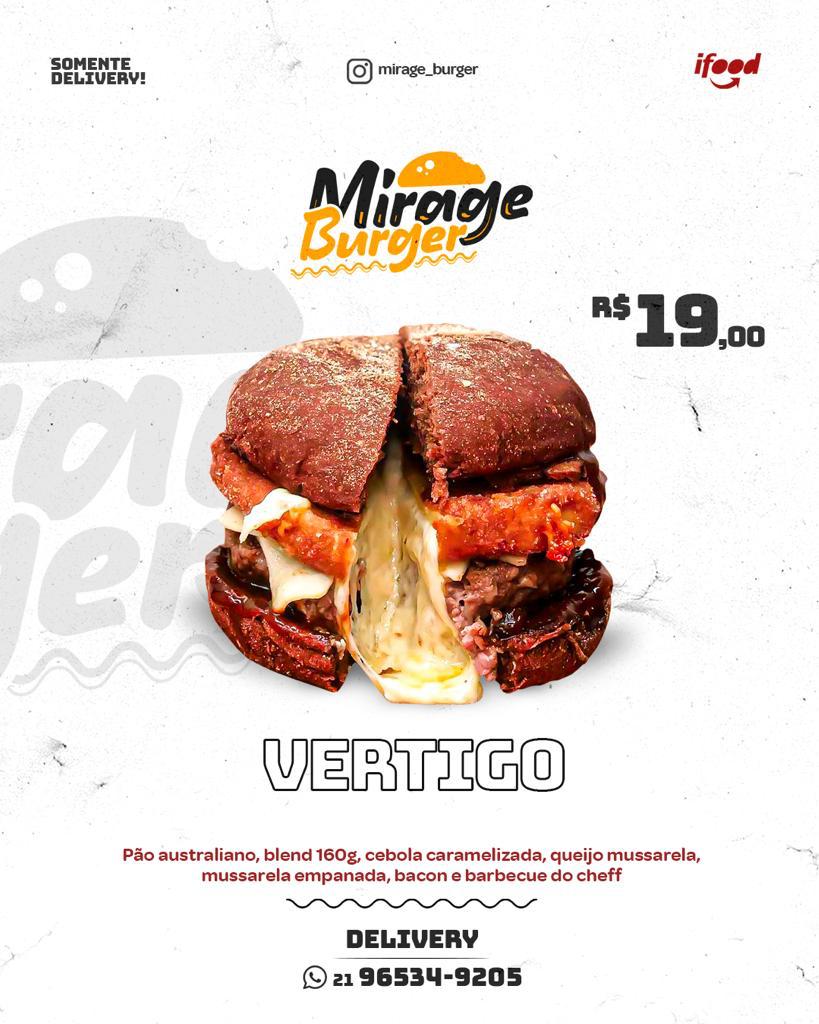 SOMENTE
DELIVERY!
mirage_burger
ifood
Mirage
Burger
R$ 19,00
VERTIGO
Pão australiano, blend 160g, cebola caramelizada, queijo mussarela,
mussarela empanada, bacon e barbecue do cheff
DELIVERY
21 96534-9205